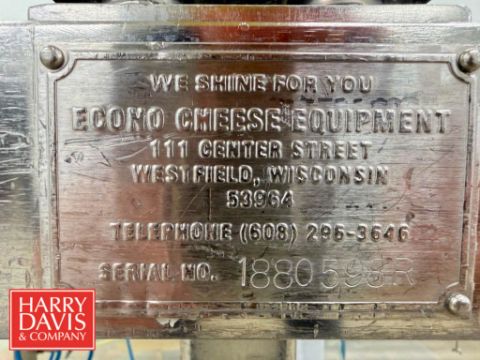 WE SHINE FOR YOU
ECONO CHEESE EQUIPMENT
111 CENTER STREET
WESTFIELD, WISCONSIN
53964
TELEPHONE (608) 296-3646
SERIAL NO. 1880598R
HARRY
DAVIS
& COMPANY